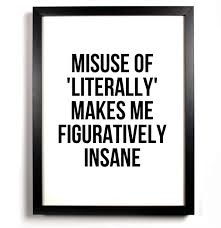 MISUSE OF
'LITERALLY'
MAKES ME
FIGURATIVELY
INSANE